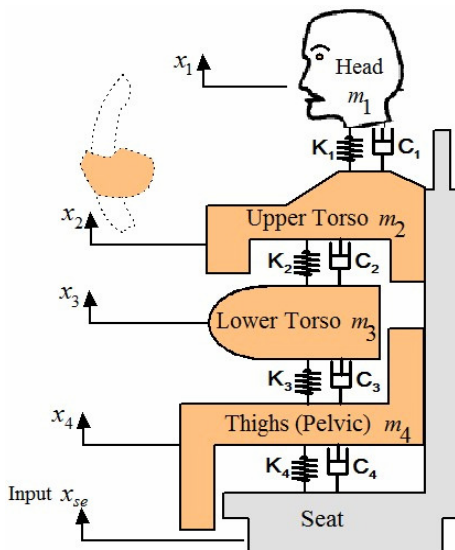 x1
Head
m1
K1
C1
x2
Upper Torso m2
K2
C2
x3
Lower Torso m3
K3
C3
x4
Thighs (Pelvic) m4
K4
C4
Input xse
Seat